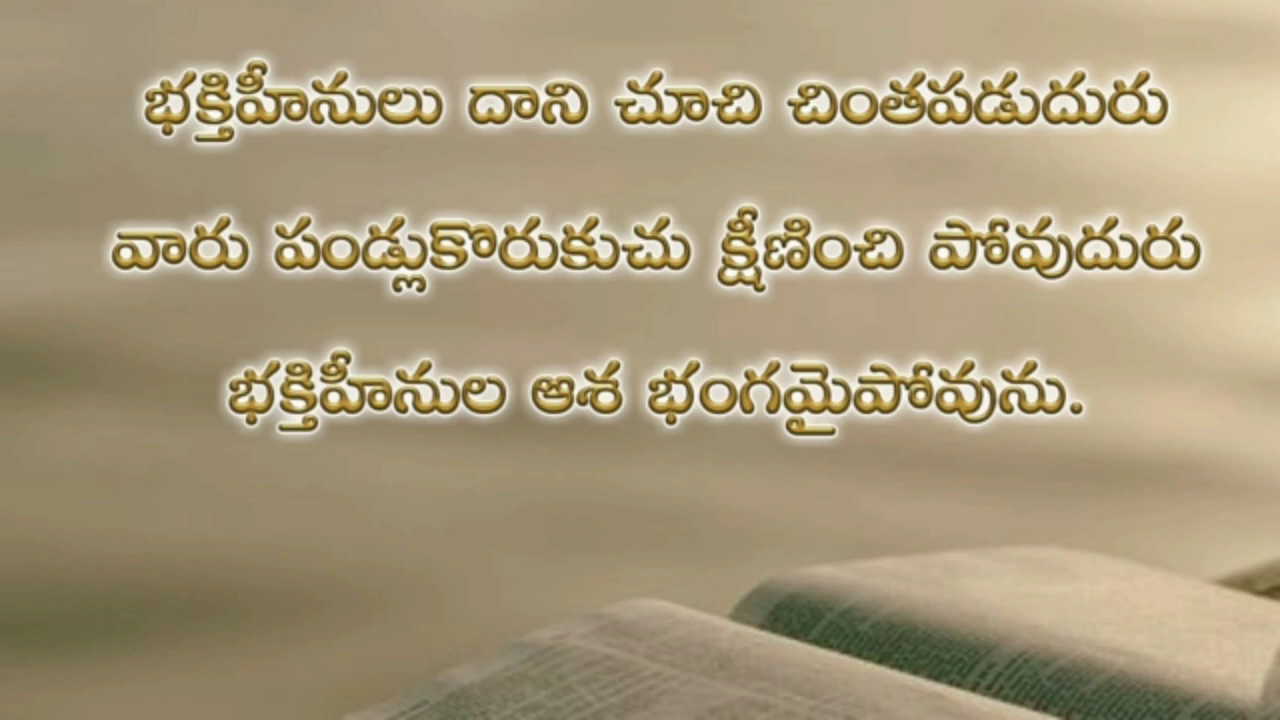 భక్తిహీనులు దాని చూచి చింతపడుదురు
వారు పండ్లుకొరుకుచు క్షీణించి పోవుదురు
భక్తిహీనుల ఆశ భంగమైపోవును.